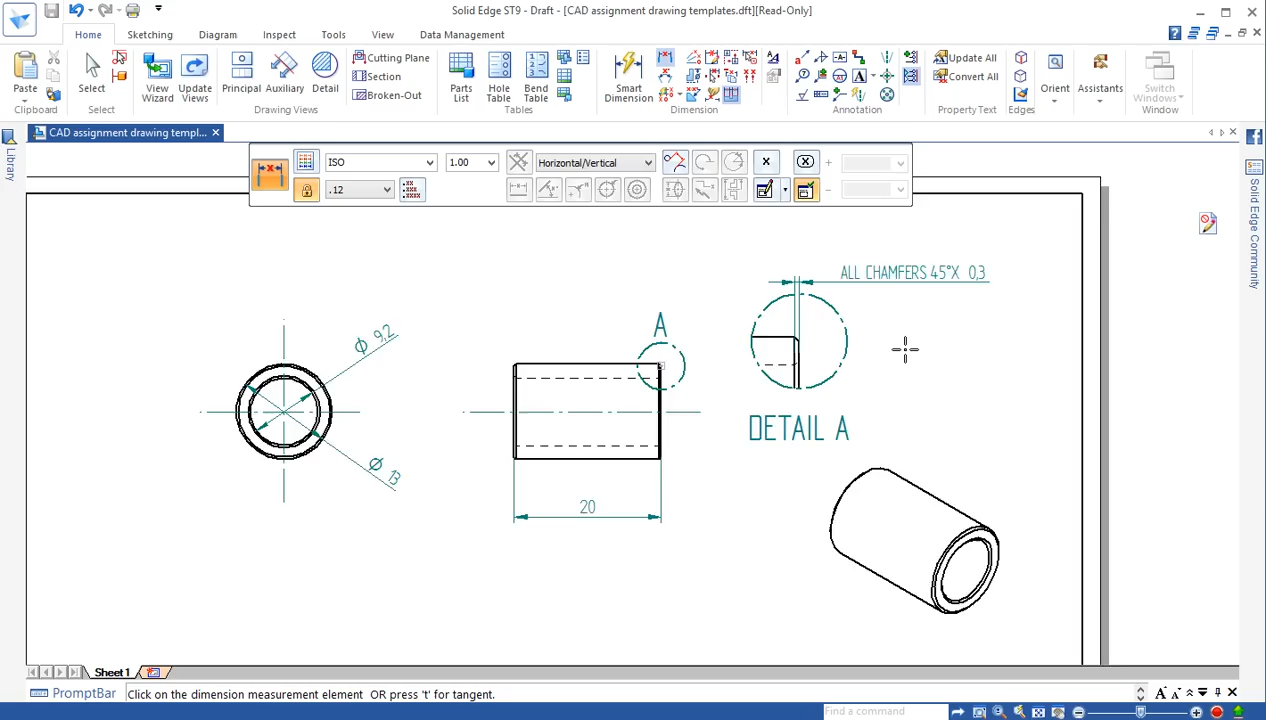 Solid Edge ST9 - Draft - [CAD assignment drawing templates.dft][Read-Only]
Home Sketching Diagram Inspect Tools View Data Management
Paste
Clipboard
Select
Select
View Wizard
Update Views
Principal
Auxiliary
Detail
Cutting Plane
Section
Broken-Out
Drawing Views
Parts List
Hole Table
Bend Table
Tables
Smart Dimension
Dimension
A
Annotation
Update All
Convert All
Property Text
Edges
Orient
Assistants
Switch Windows
Window
CAD assignment drawing templ...
Library
Solid Edge Community
ISO
1.00
Horizontal/Vertical
.12
ALL CHAMFERS 45°X 0,3
A
ϕ 9,2
DETAIL A
ϕ 13
20
Sheet1
PromptBar
Click on the dimension measurement element OR press 't' for tangent.
Find a command